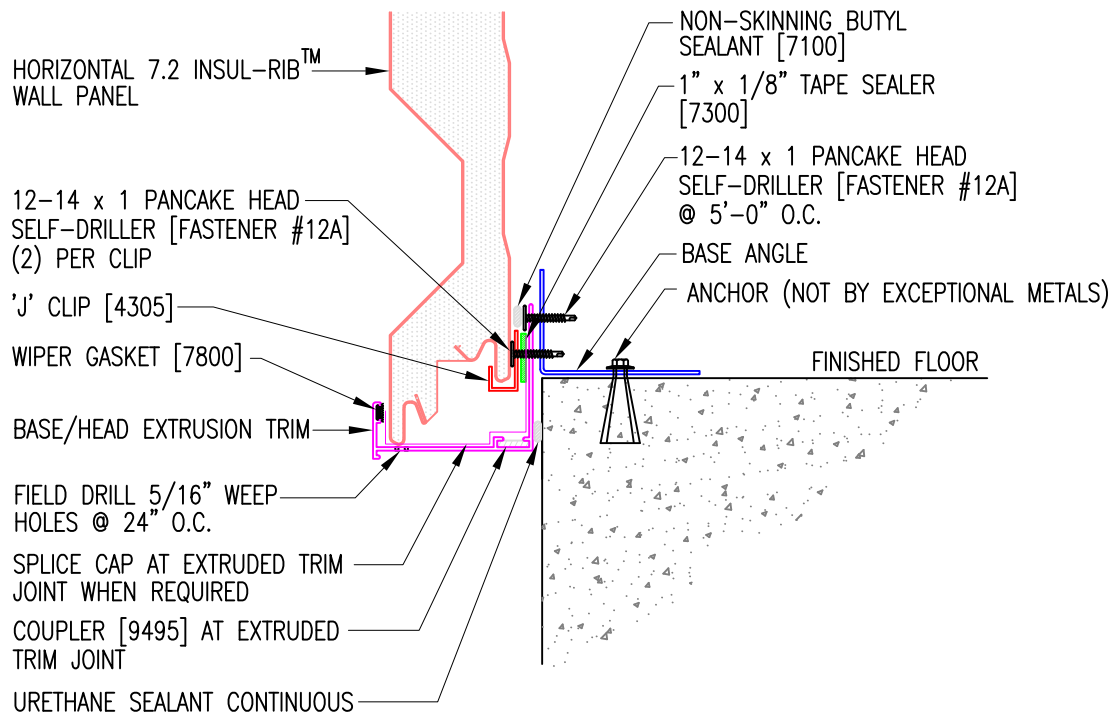 HORIZONTAL 7.2 INSUL-RIB™
WALL PANEL
12-14 x 1 PANCAKE HEAD
SELF-DRILLER [FASTENER #12A]
(2) PER CLIP
'J' CLIP [4305]
WIPER GASKET [7800]
BASE/HEAD EXTRUSION TRIM
FIELD DRILL 5/16" WEEP
HOLES @ 24" O.C.
SPLICE CAP AT EXTRUDED TRIM
JOINT WHEN REQUIRED
COUPLER [9495] AT EXTRUDED
TRIM JOINT
URETHANE SEALANT CONTINUOUS
NON-SKINNING BUTYL
SEALANT [7100]
1" x 1/8" TAPE SEALER
[7300]
12-14 x 1 PANCAKE HEAD
SELF-DRILLER [FASTENER #12A]
@ 5'-0" O.C.
BASE ANGLE
ANCHOR (NOT BY EXCEPTIONAL METALS)
FINISHED FLOOR